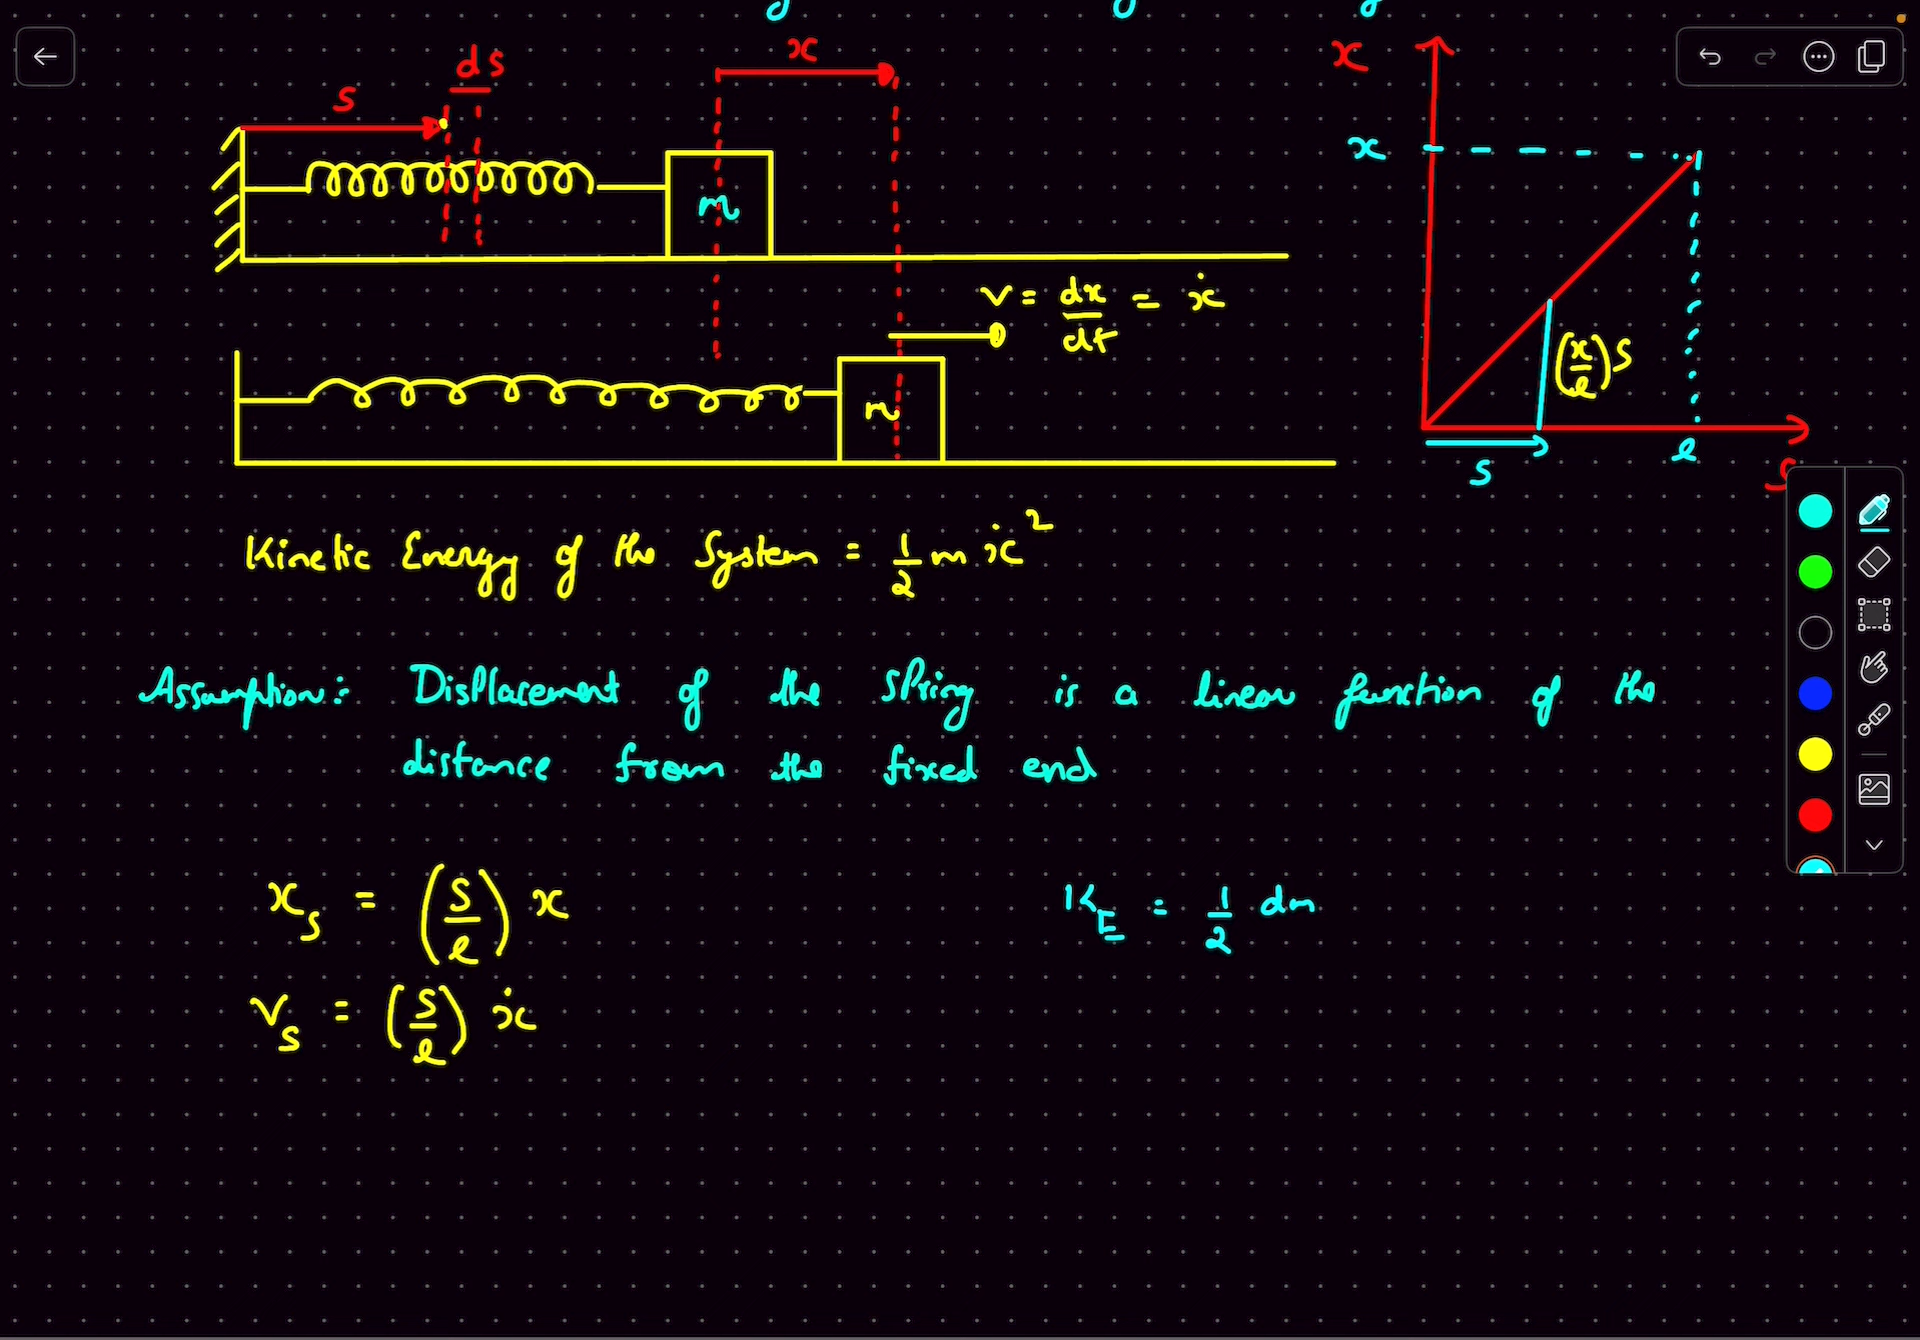 ds
x
s
x
x
m
v = dx/dt = ẋ
(x/l)s
m
s
l
s
Kinetic Energy of the System = 1/2 m ẋ²
Assumption: Displacement of the spring is a linear function of the
distance from the fixed end
x_s = (s/l) x
K_E = 1/2 dm
v_s = (s/l) ẋ